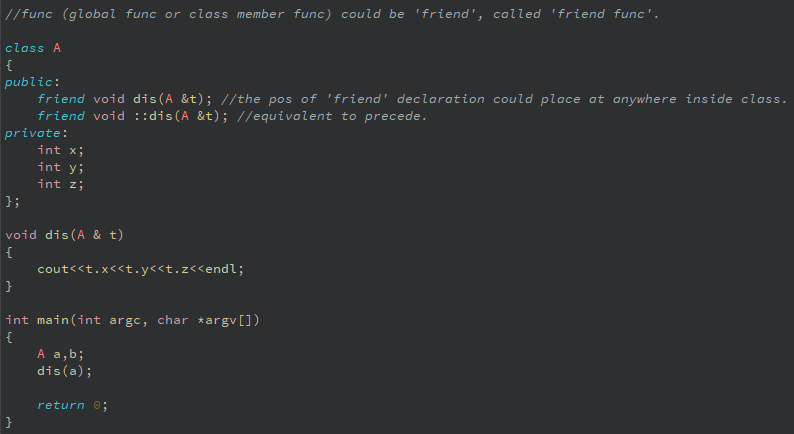 //func (global func or class member func) could be 'friend', called 'friend func'.
class A
{
public:
friend void dis(A &t); //the pos of 'friend' declaration could place at anywhere inside class.
friend void ::dis(A &t); //equivalent to precede.
private:
int x;
int y;
int z;
};
void dis(A & t)
{
cout<<t.x<<t.y<<t.z<<endl;
}
int main(int argc, char *argv[])
{
A a,b;
dis(a);
return 0;
}